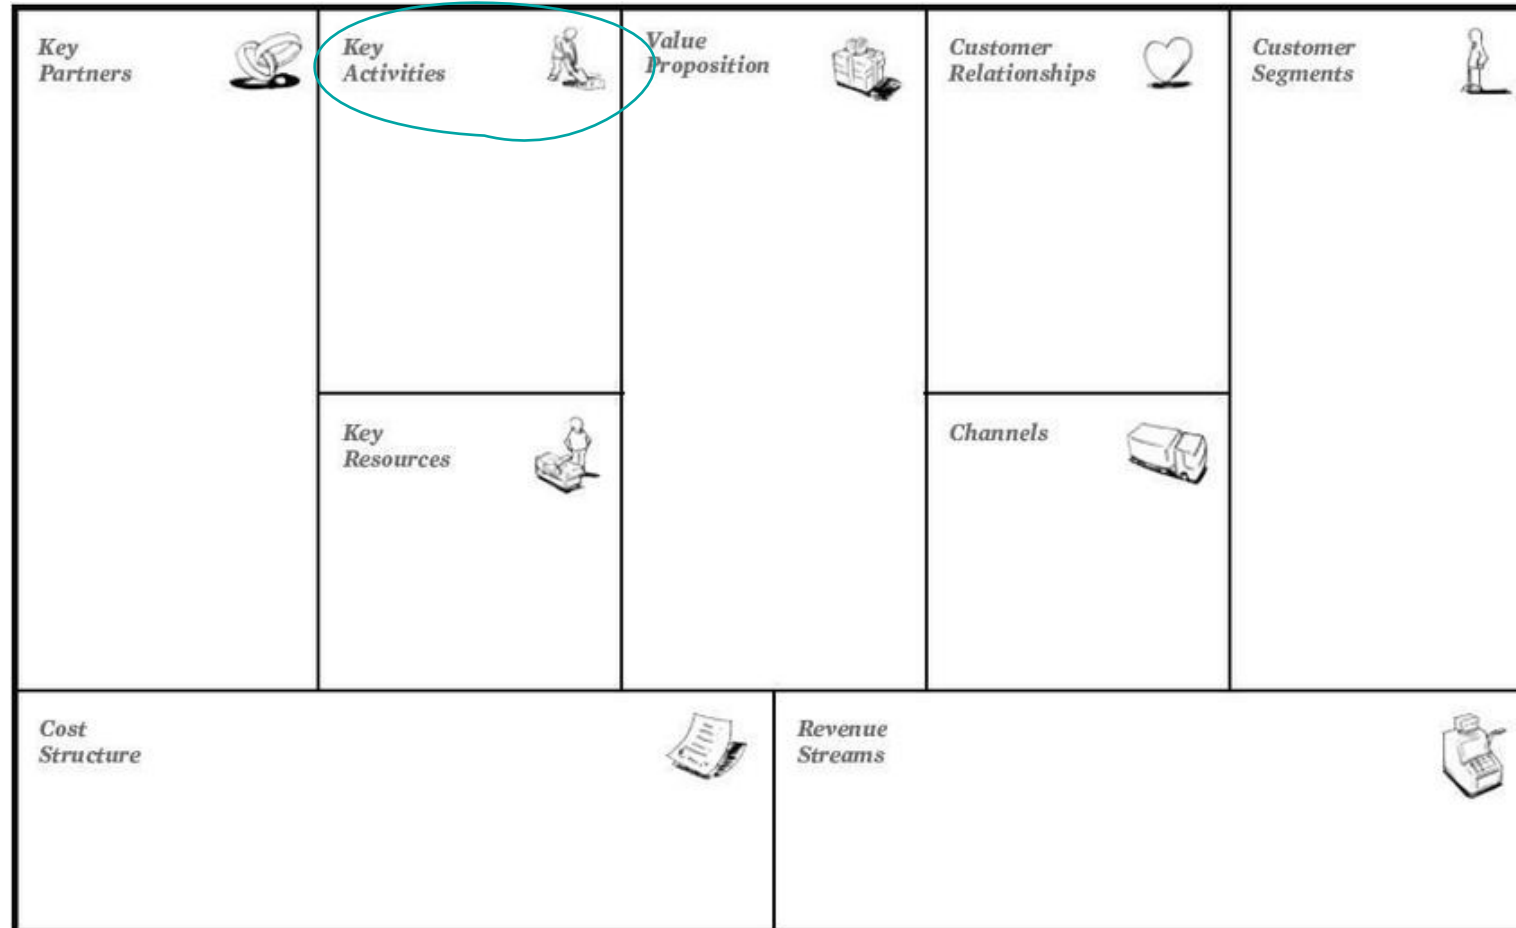 Key
Partners
Key
Activities
Value
Proposition
Customer
Relationships
Customer
Segments
Key
Resources
Channels
Cost
Structure
Revenue
Streams